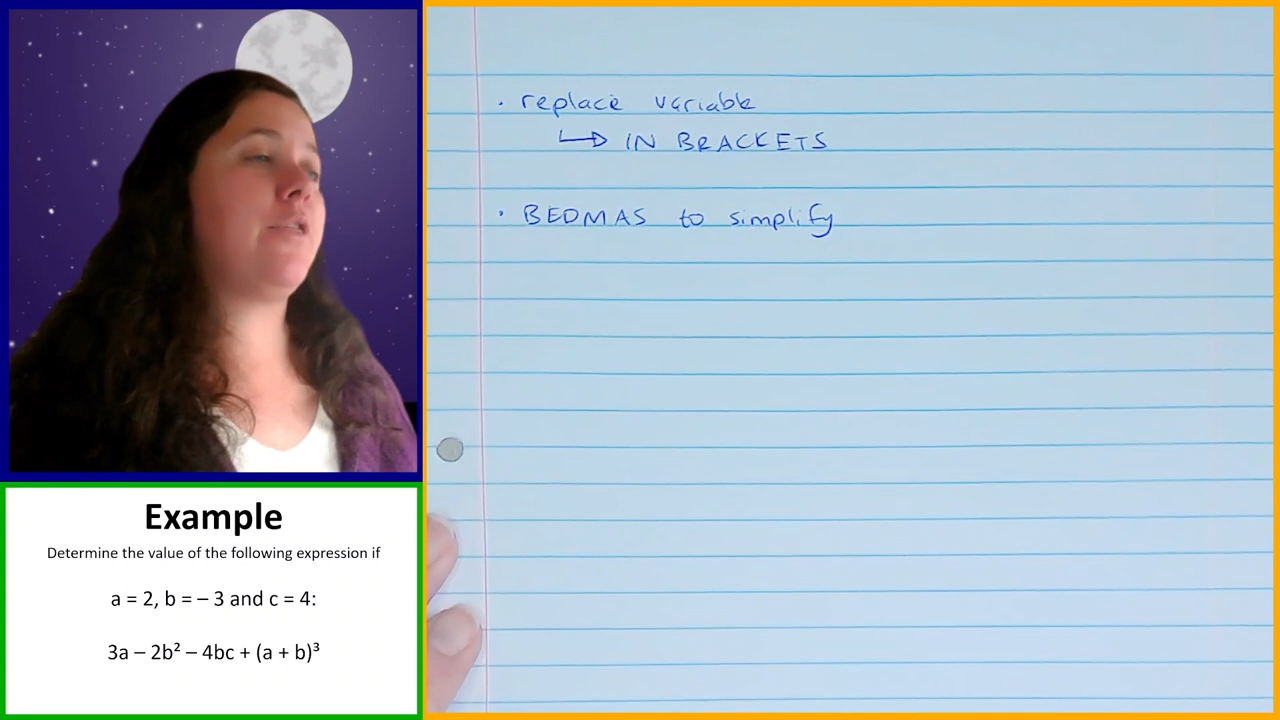 • replace variable
↳ IN BRACKETS
• BEDMAS to simplify
Example
Determine the value of the following expression if
a = 2, b = – 3 and c = 4:
3a – 2b² – 4bc + (a + b)³